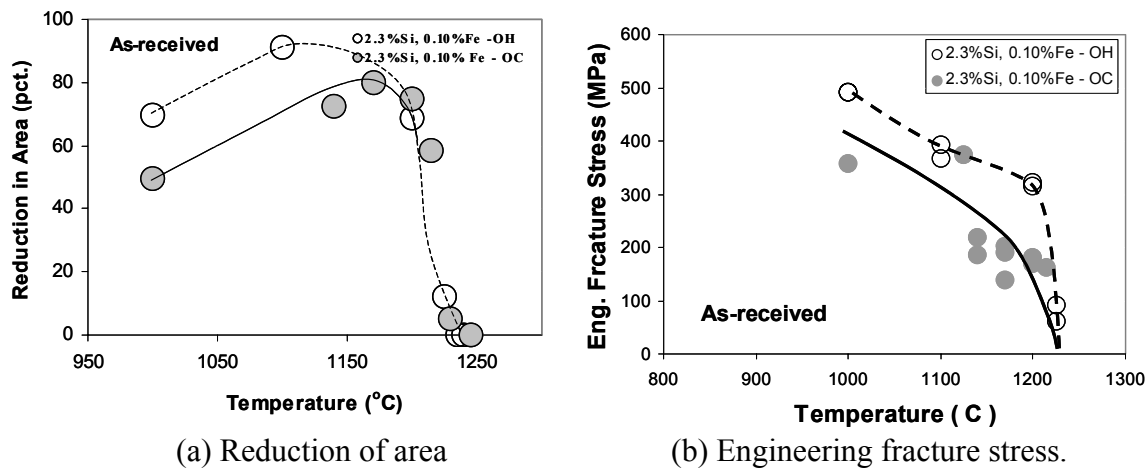 100
80
60
40
20
0
Reduction in Area (pct.)
As-received
2.3%Si, 0.10%Fe -OH
2.3%Si, 0.10% Fe - OC
950
1050
1150
1250
Temperature (°C)
(a) Reduction of area
600
500
400
300
200
100
0
Eng. Frcature Stress (MPa)
2.3%Si, 0.10%Fe - OH
2.3%Si, 0.10%Fe - OC
As-received
800
900
1000
1100
1200
1300
Temperature ( C )
(b) Engineering fracture stress.